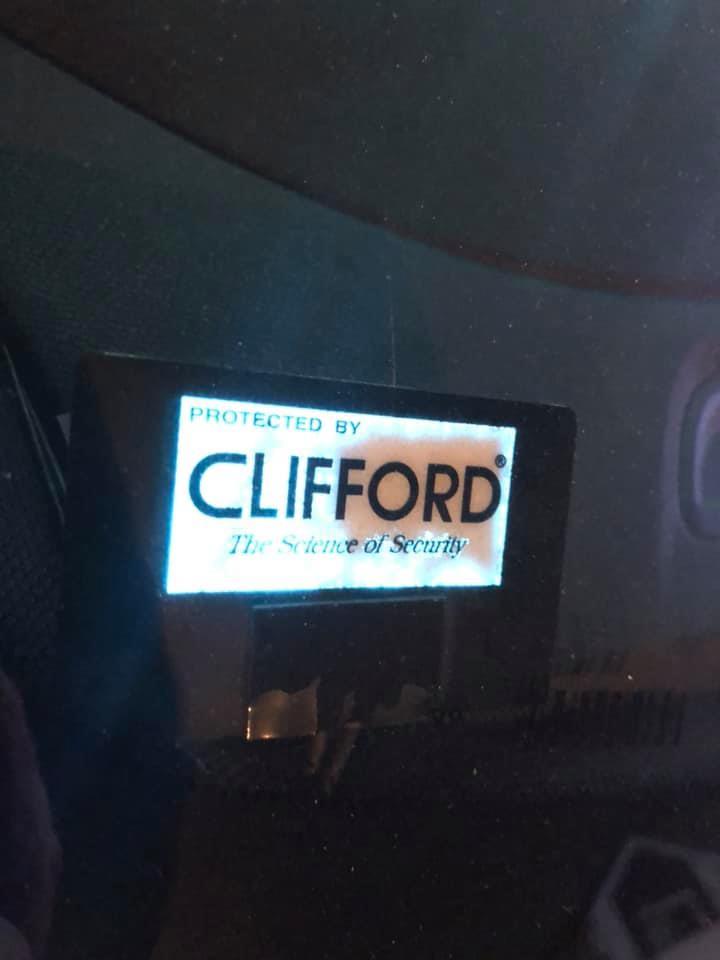 PROTECTED BY
CLIFFORD®
The Science of Security